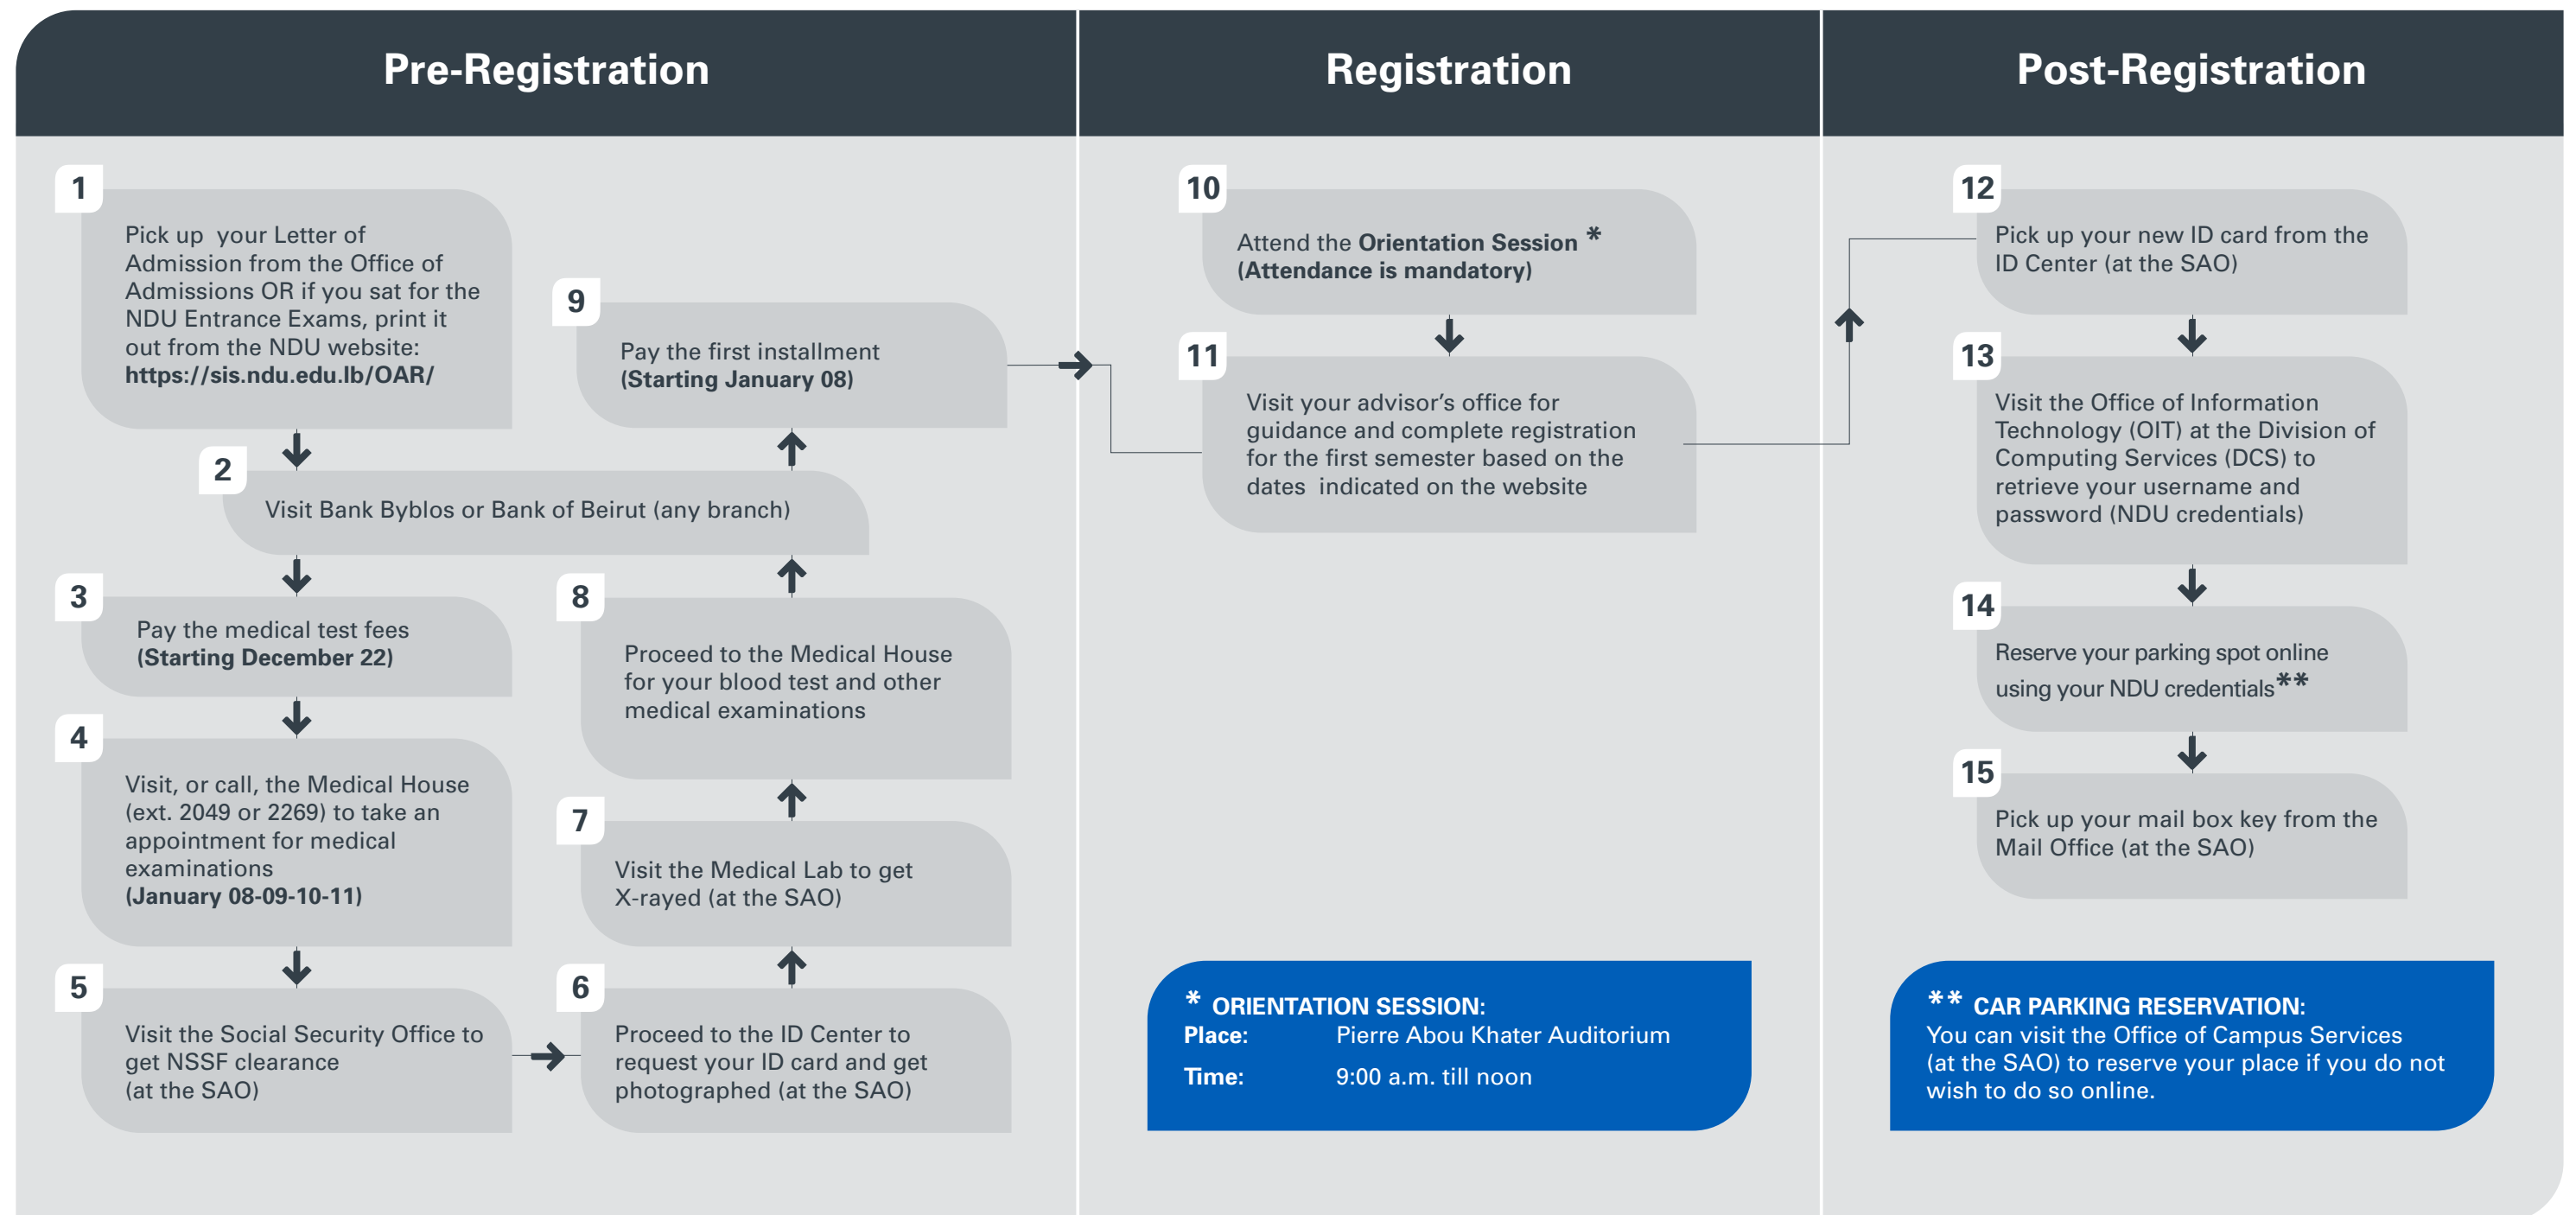 Pre-Registration
1
Pick up your Letter of
Admission from the Office of
Admissions OR if you sat for the
NDU Entrance Exams, print it
out from the NDU website:
https://sis.ndu.edu.lb/OAR/
2
Visit Bank Byblos or Bank of Beirut (any branch)
3
Pay the medical test fees
(Starting December 22)
4
Visit, or call, the Medical House
(ext. 2049 or 2269) to take an
appointment for medical
examinations
(January 08-09-10-11)
5
Visit the Social Security Office to
get NSSF clearance
(at the SAO)
6
Proceed to the ID Center to
request your ID card and get
photographed (at the SAO)
7
Visit the Medical Lab to get
X-rayed (at the SAO)
8
Proceed to the Medical House
for your blood test and other
medical examinations
9
Pay the first installment
(Starting January 08)
Registration
10
Attend the Orientation Session *
(Attendance is mandatory)
11
Visit your advisor’s office for
guidance and complete registration
for the first semester based on the
dates indicated on the website
* ORIENTATION SESSION:
Place: Pierre Abou Khater Auditorium
Time: 9:00 a.m. till noon
Post-Registration
12
Pick up your new ID card from the
ID Center (at the SAO)
13
Visit the Office of Information
Technology (OIT) at the Division of
Computing Services (DCS) to
retrieve your username and
password (NDU credentials)
14
Reserve your parking spot online
using your NDU credentials**
15
Pick up your mail box key from the
Mail Office (at the SAO)
** CAR PARKING RESERVATION:
You can visit the Office of Campus Services
(at the SAO) to reserve your place if you do not
wish to do so online.